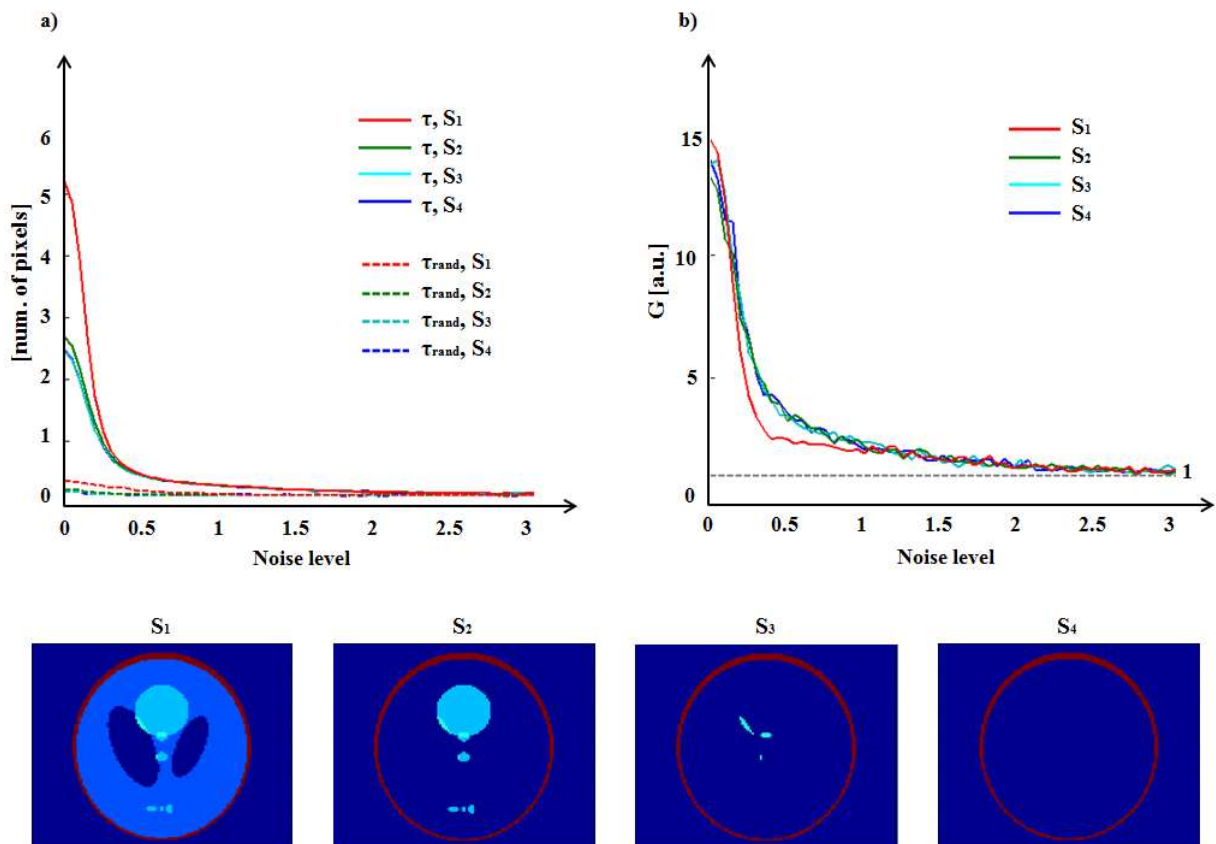 a)
6
5
4
3
2
1
0
[num. of pixels]
τ, S1
τ, S2
τ, S3
τ, S4
τrand, S1
τrand, S2
τrand, S3
τrand, S4
0 0.5 1 1.5 2 2.5 3
Noise level
b)
15
10
5
0
G [a.u.]
S1
S2
S3
S4
1
0 0.5 1 1.5 2 2.5 3
Noise level
S1 S2 S3 S4